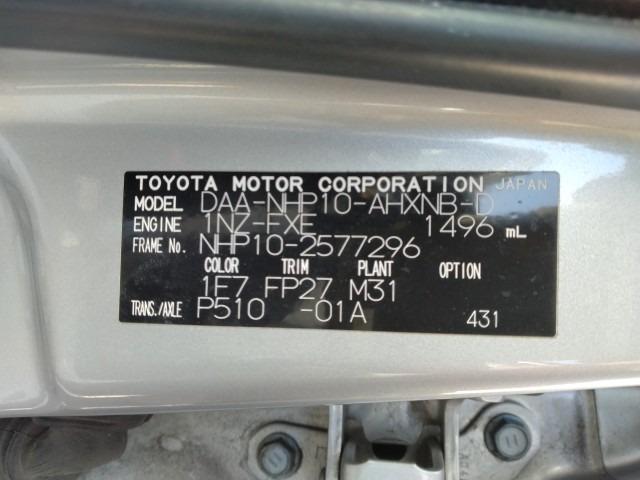 TOYOTA MOTOR CORPORATION JAPAN
MODEL DAA-NHP10-AHXNB-D
ENGINE 1NZ-FXE 1496 mL
FRAME No. NHP10-2577296
COLOR TRIM PLANT OPTION
1F7 FP27 M31
TRANS./AXLE P510 -01A 431